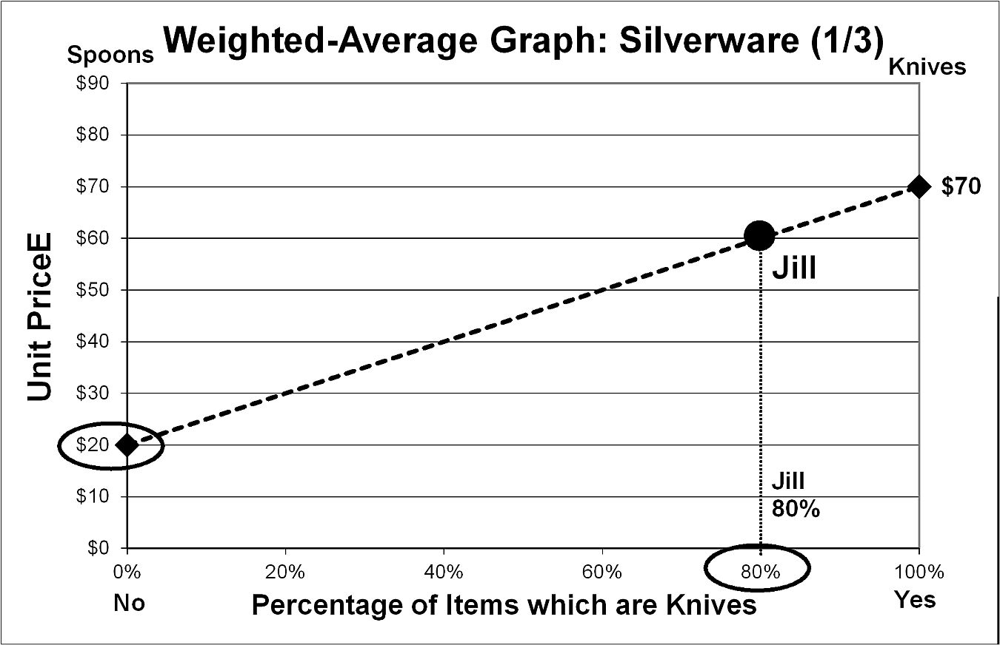 Weighted-Average Graph: Silverware (1/3)
Spoons
Knives
$90
$80
$70
$60
$50
$40
$30
$20
$10
$0
Unit PriceE
$70
Jill
Jill
80%
0%
20%
40%
60%
80%
100%
No
Percentage of Items which are Knives
Yes